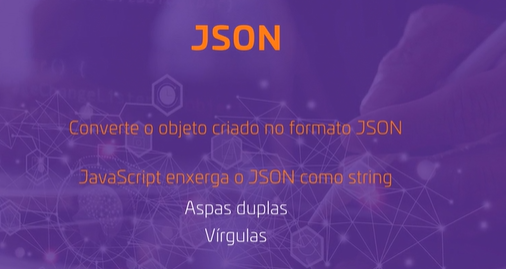 JSON
Converte o objeto criado no formato JSON
JavaScript enxerga o JSON como string
Aspas duplas
Vírgulas